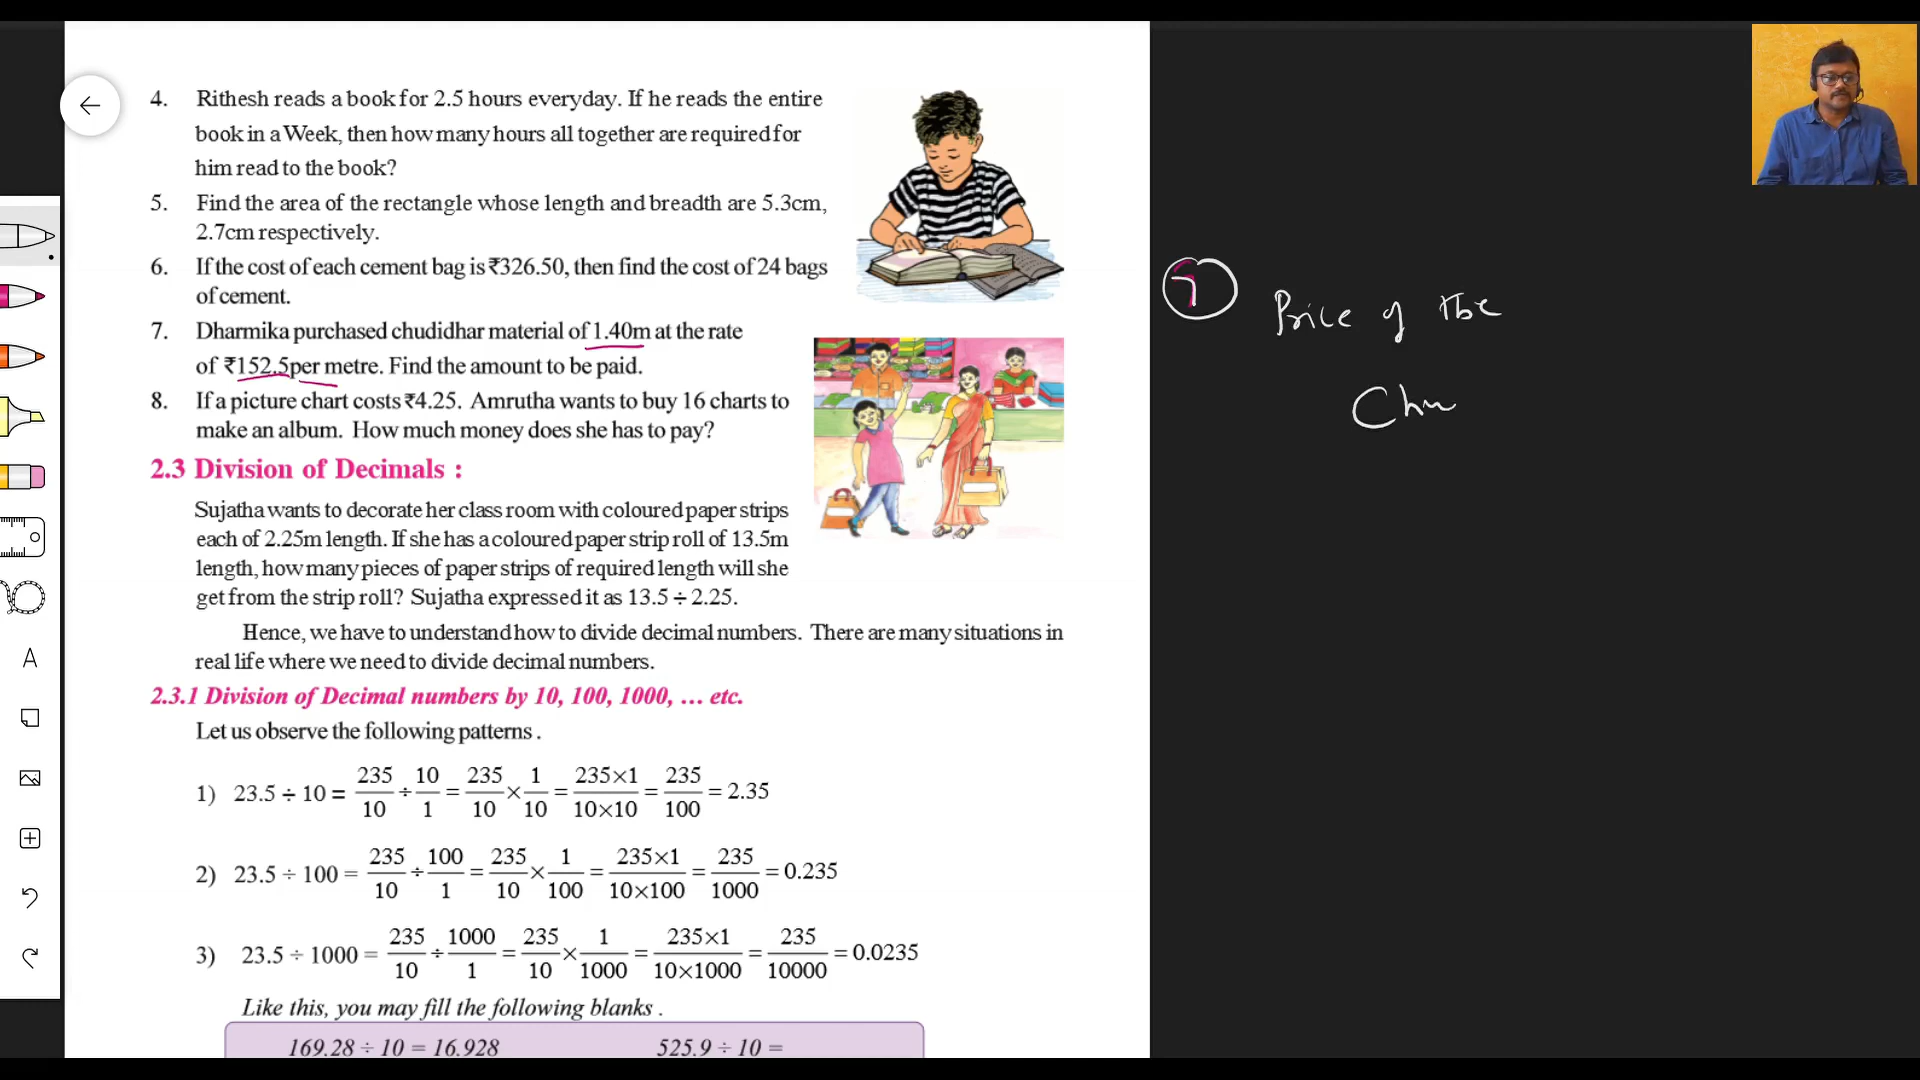 4. Rithesh reads a book for 2.5 hours everyday. If he reads the entire
book in a Week, then how many hours all together are required for
him read to the book?
5. Find the area of the rectangle whose length and breadth are 5.3cm,
2.7cm respectively.
6. If the cost of each cement bag is ₹326.50, then find the cost of 24 bags
of cement.
7. Dharmika purchased chudidhar material of 1.40m at the rate
of ₹152.5per metre. Find the amount to be paid.
8. If a picture chart costs ₹4.25. Amrutha wants to buy 16 charts to
make an album. How much money does she has to pay?
2.3 Division of Decimals :
Sujatha wants to decorate her class room with coloured paper strips
each of 2.25m length. If she has a coloured paper strip roll of 13.5m
length, how many pieces of paper strips of required length will she
get from the strip roll? Sujatha expressed it as 13.5 ÷ 2.25.
Hence, we have to understand how to divide decimal numbers. There are many situations in
real life where we need to divide decimal numbers.
2.3.1 Division of Decimal numbers by 10, 100, 1000, ... etc.
Let us observe the following patterns .
1) 23.5 ÷ 10 = 235/10 ÷ 10/1 = 235/10 × 1/10 = 235×1/10×10 = 235/100 = 2.35
2) 23.5 ÷ 100 = 235/10 ÷ 100/1 = 235/10 × 1/100 = 235×1/10×100 = 235/1000 = 0.235
3) 23.5 ÷ 1000 = 235/10 ÷ 1000/1 = 235/10 × 1/1000 = 235×1/10×1000 = 235/10000 = 0.0235
Like this, you may fill the following blanks .
169.28 ÷ 10 = 16.928 525.9 ÷ 10 =
7 Price of the
Chu
A